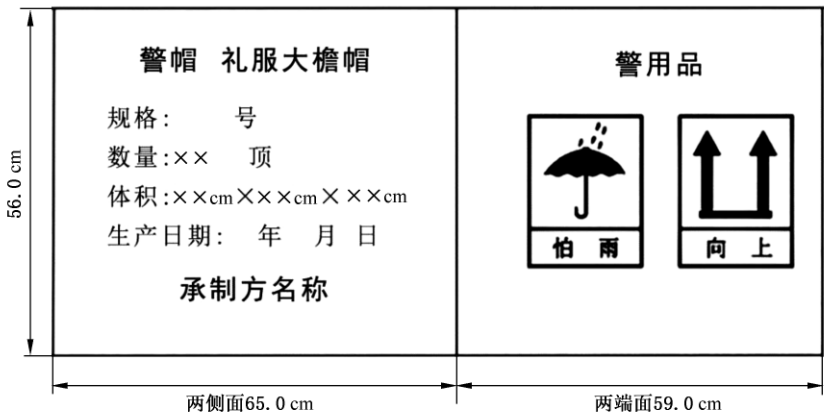 警帽 礼服大檐帽
规格: 号
数量:×× 顶
体积:××cm×××cm×××cm
生产日期: 年 月 日
承制方名称
警用品
怕 雨
向 上
56.0 cm
两侧面65.0 cm
两端面59.0 cm